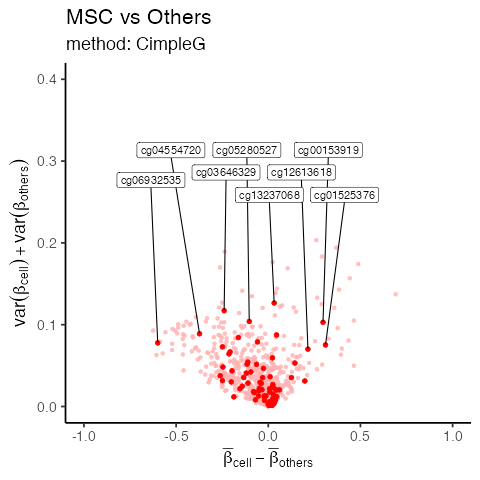 MSC vs Others
method: CimpleG
var(βcell) + var(βothers)
0.4
0.3
0.2
0.1
0.0
cg04554720
cg05280527
cg00153919
cg06932535
cg03646329
cg12613618
cg13237068
cg01525376
-1.0
-0.5
0.0
0.5
1.0
β̅cell − β̅others